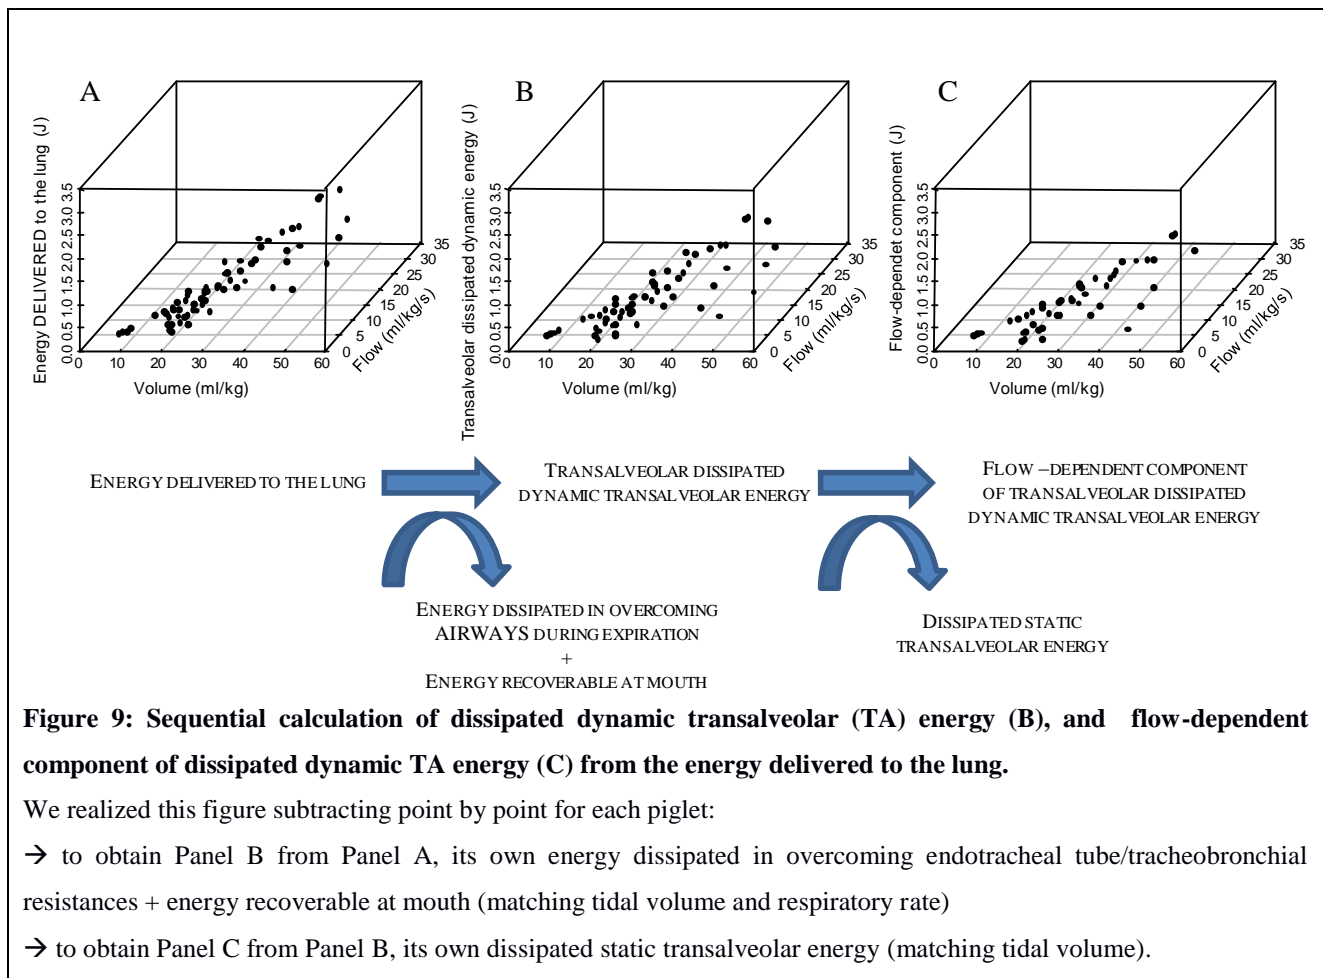 A
B
C
Energy DELIVERED to the lung (J)
0.0 0.5 1.0 1.5 2.0 2.5 3.0 3.5
0 10 20 30 40 50 60
Volume (ml/kg)
0 5 10 15 20 25 30 35
Flow (ml/kg/s)
Transalveolar dissipated dynamic energy (J)
0.0 0.5 1.0 1.5 2.0 2.5 3.0 3.5
0 10 20 30 40 50 60
Volume (ml/kg)
0 5 10 15 20 25 30 35
Flow (ml/kg/s)
Flow-dependet component (J)
0.0 0.5 1.0 1.5 2.0 2.5 3.0 3.5
0 10 20 30 40 50 60
Volume (ml/kg)
0 5 10 15 20 25 30 35
Flow (ml/kg/s)
ENERGY DELIVERED TO THE LUNG
TRANSALVEOLAR DISSIPATED
DYNAMIC TRANSALVEOLAR ENERGY
FLOW –DEPENDENT COMPONENT
OF TRANSALVEOLAR DISSIPATED
DYNAMIC TRANSALVEOLAR ENERGY
ENERGY DISSIPATED IN OVERCOMING
AIRWAYS DURING EXPIRATION
+
ENERGY RECOVERABLE AT MOUTH
DISSIPATED STATIC
TRANSALVEOLAR ENERGY
Figure 9: Sequential calculation of dissipated dynamic transalveolar (TA) energy (B), and flow-dependent
component of dissipated dynamic TA energy (C) from the energy delivered to the lung.
We realized this figure subtracting point by point for each piglet:
→ to obtain Panel B from Panel A, its own energy dissipated in overcoming endotracheal tube/tracheobronchial
resistances + energy recoverable at mouth (matching tidal volume and respiratory rate)
→ to obtain Panel C from Panel B, its own dissipated static transalveolar energy (matching tidal volume).